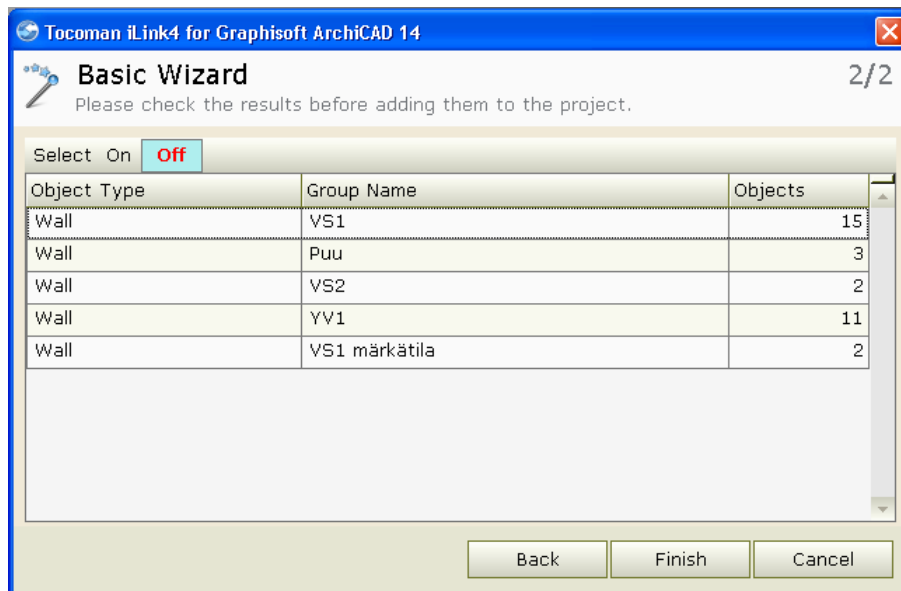 Tocoman iLink4 for Graphisoft ArchiCAD 14
Basic Wizard 2/2
Please check the results before adding them to the project.
Select On Off
Object Type Group Name Objects
Wall VS1 15
Wall Puu 3
Wall VS2 2
Wall YV1 11
Wall VS1 märkätila 2
Back Finish Cancel